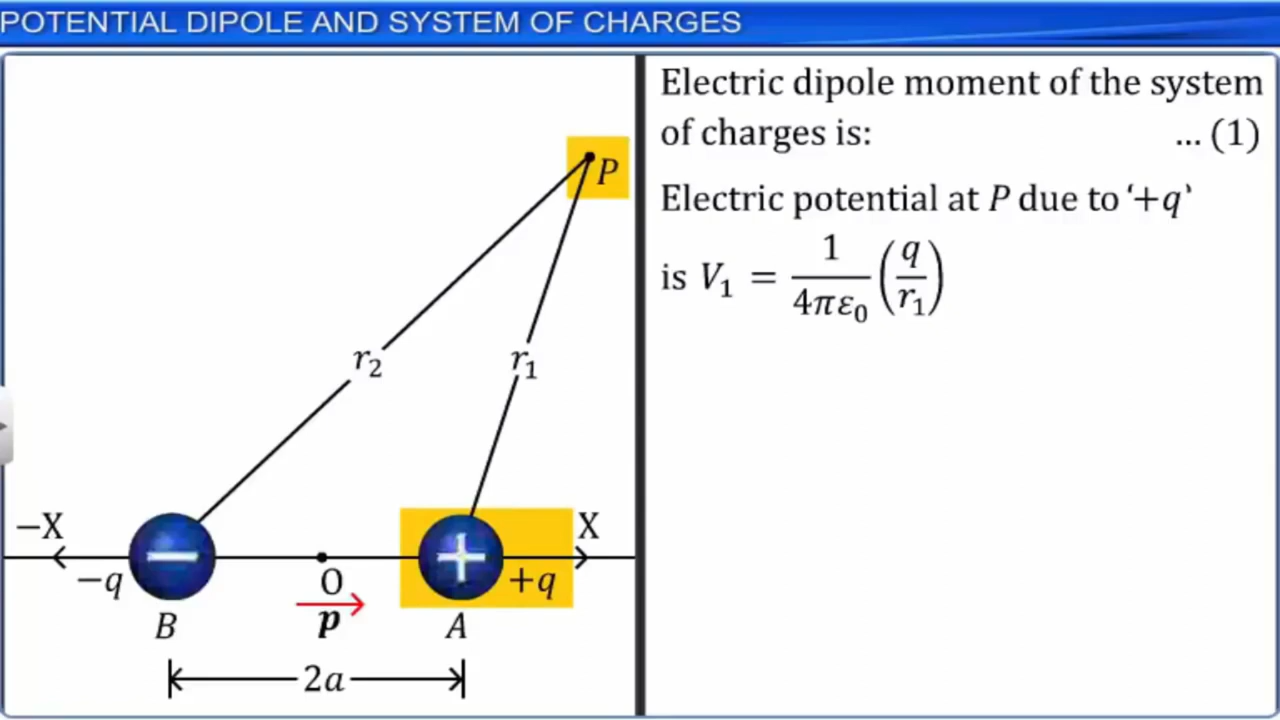 POTENTIAL DIPOLE AND SYSTEM OF CHARGES
P
r₂
r₁
−X
X
−q
O
+q
p
B
A
2a
Electric dipole moment of the system
of charges is: ... (1)
Electric potential at P due to ‘+q’
is V₁ = 1/4πε₀ (q/r₁)